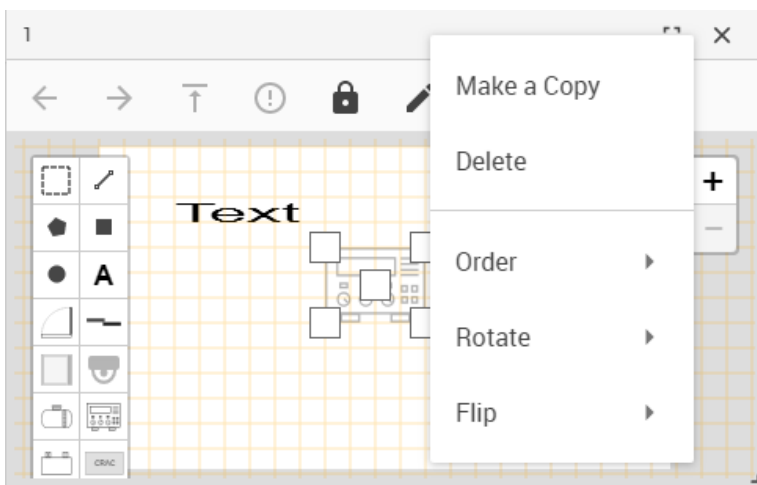 1
Make a Copy
Delete
Text
Order
A
Rotate
Flip
CRAC